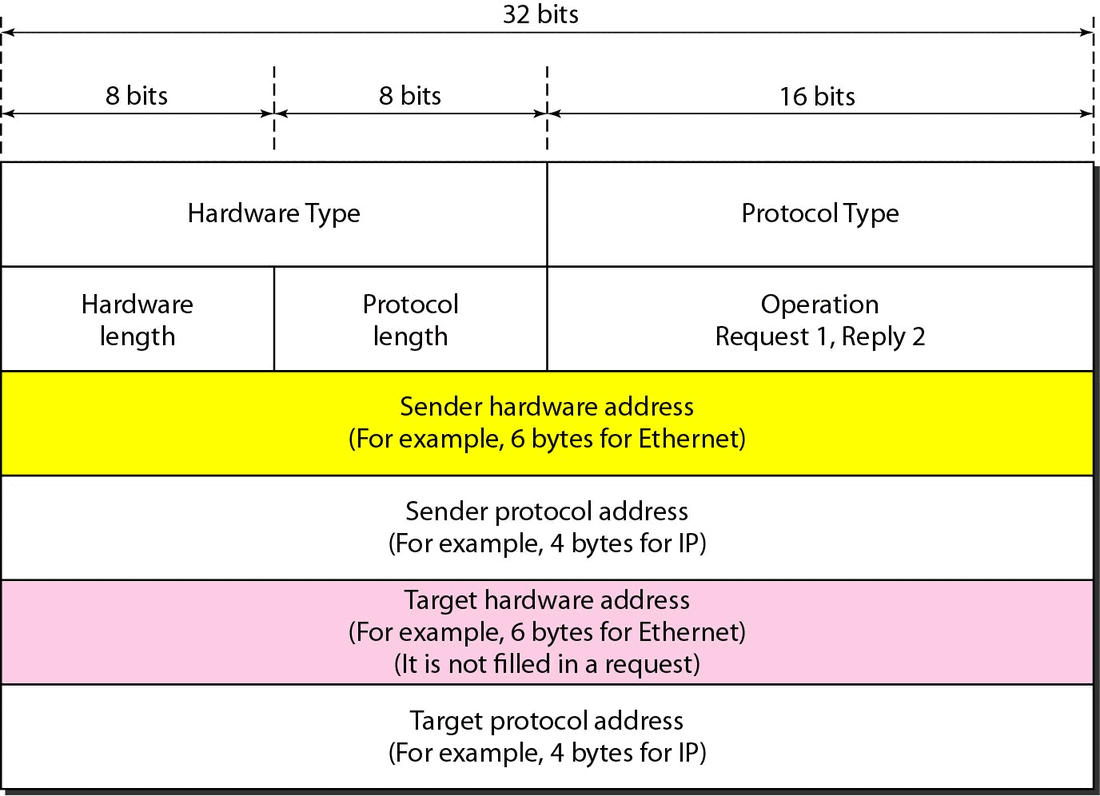 32 bits
8 bits
8 bits
16 bits
Hardware Type
Protocol Type
Hardware
length
Protocol
length
Operation
Request 1, Reply 2
Sender hardware address
(For example, 6 bytes for Ethernet)
Sender protocol address
(For example, 4 bytes for IP)
Target hardware address
(For example, 6 bytes for Ethernet)
(It is not filled in a request)
Target protocol address
(For example, 4 bytes for IP)